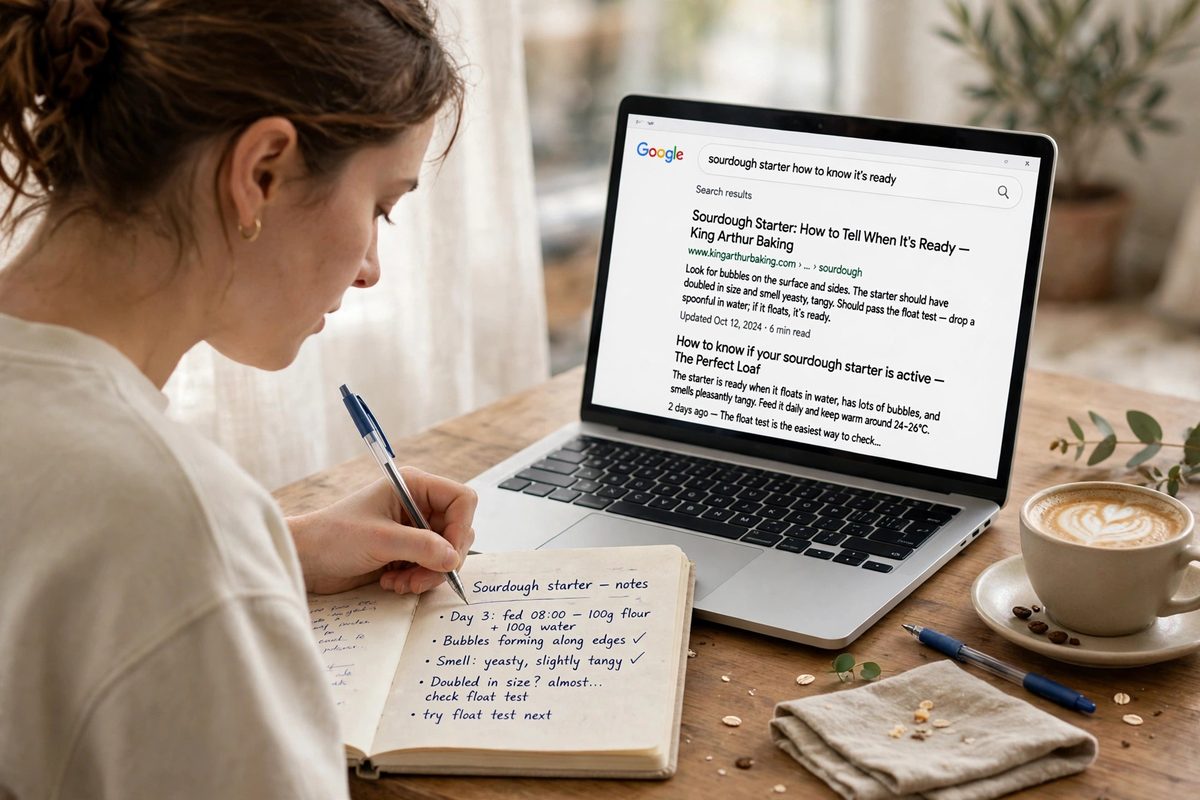 Google
sourdough starter how to know it's ready
Search results
Sourdough Starter: How to Tell When It's Ready —
King Arthur Baking
www.kingarthurbaking.com › ... › sourdough
Look for bubbles on the surface and sides. The starter should have
doubled in size and smell yeasty, tangy. Should pass the float test — drop a
spoonful in water; if it floats, it's ready.
Updated Oct 12, 2024 · 6 min read
How to know if your sourdough starter is active —
The Perfect Loaf
The starter is ready when it floats in water, has lots of bubbles, and
smells pleasantly tangy. Feed it daily and keep warm around 24-26°C.
2 days ago — The float test is the easiest way to check...
Sourdough starter — notes
• Day 3: fed 08:00 — 100g flour
+ 100g water
• Bubbles forming along edges ✓
• Smell: yeasty, slightly tangy ✓
• Doubled in size? almost...
check float test
• try float test next